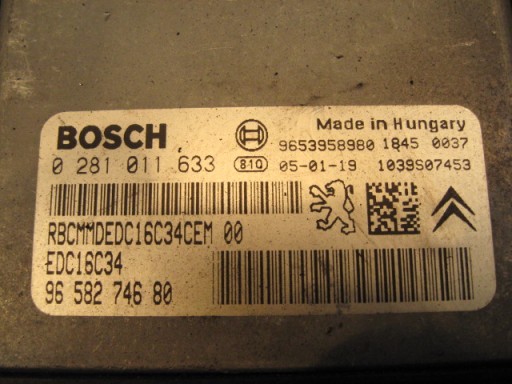 BOSCH
Made in Hungary
9653958980 1845 0037
0 281 011 633 810 05-01-19 1039S07453
RBCMMDEDC16C34CEM 00
EDC16C34
96 582 746 80